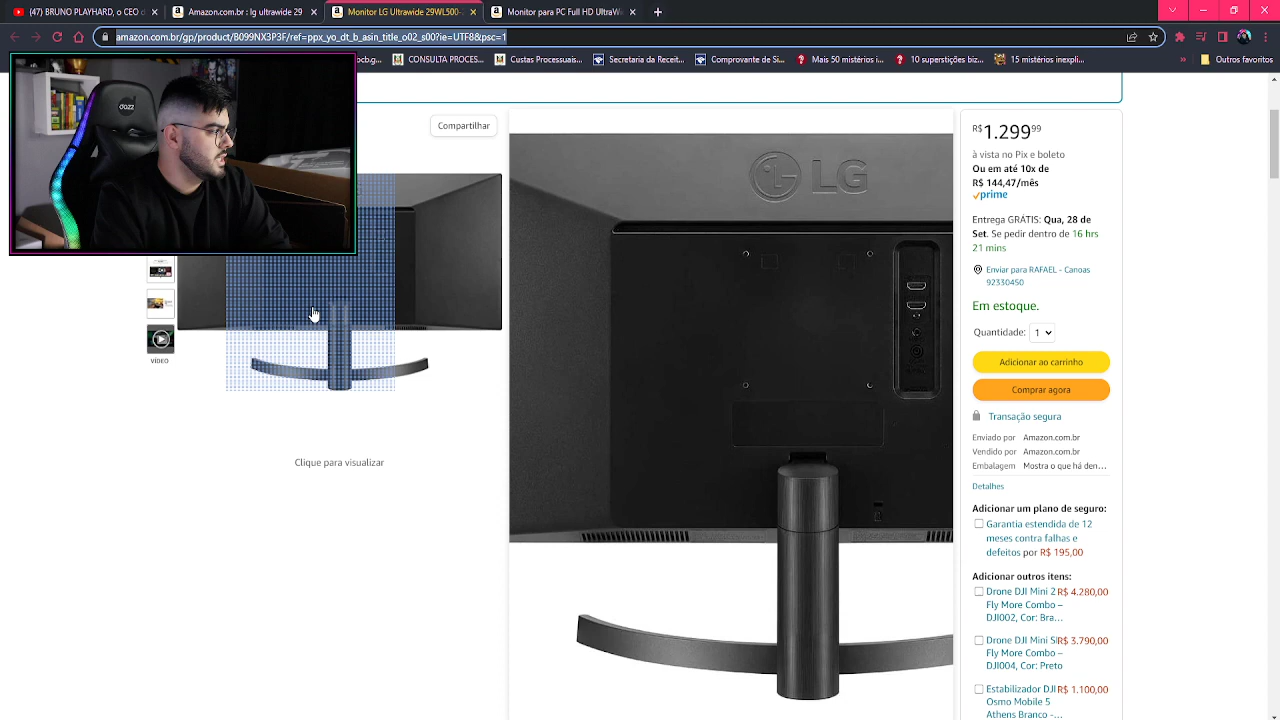 (47) BRUNO PLAYHARD, o CEO d
Amazon.com.br : lg ultrawide 29
Monitor LG Ultrawide 29WL500-
Monitor para PC Full HD UltraWi
amazon.com.br/gp/product/B099NX3P3F/ref=ppx_yo_dt_b_asin_title_o02_s00?ie=UTF8&psc=1
ocb.g...
CONSULTA PROCES...
Custas Processuais...
Secretaria da Receit...
Comprovante de Sit...
Mais 50 mistérios i...
10 superstições biz...
15 mistérios inexpli...
Outros favoritos
dazz
Compartilhar
VÍDEO
Clique para visualizar
LG
R$ 1.299 99
à vista no Pix e boleto
Ou em até 10x de
R$ 144,47/mês
prime
Entrega GRÁTIS: Qua, 28 de
Set. Se pedir dentro de 16 hrs
21 mins
Enviar para RAFAEL - Canoas
92330450
Em estoque.
Quantidade: 1
Adicionar ao carrinho
Comprar agora
Transação segura
Enviado por Amazon.com.br
Vendido por Amazon.com.br
Embalagem Mostra o que há den...
Detalhes
Adicionar um plano de seguro:
Garantia estendida de 12
meses contra falhas e
defeitos por R$ 195,00
Adicionar outros itens:
Drone DJI Mini 2 R$ 4.280,00
Fly More Combo –
DJI002, Cor: Bra...
Drone DJI Mini S R$ 3.790,00
Fly More Combo –
DJI004, Cor: Preto
Estabilizador DJI R$ 1.100,00
Osmo Mobile 5
Athens Branco -...